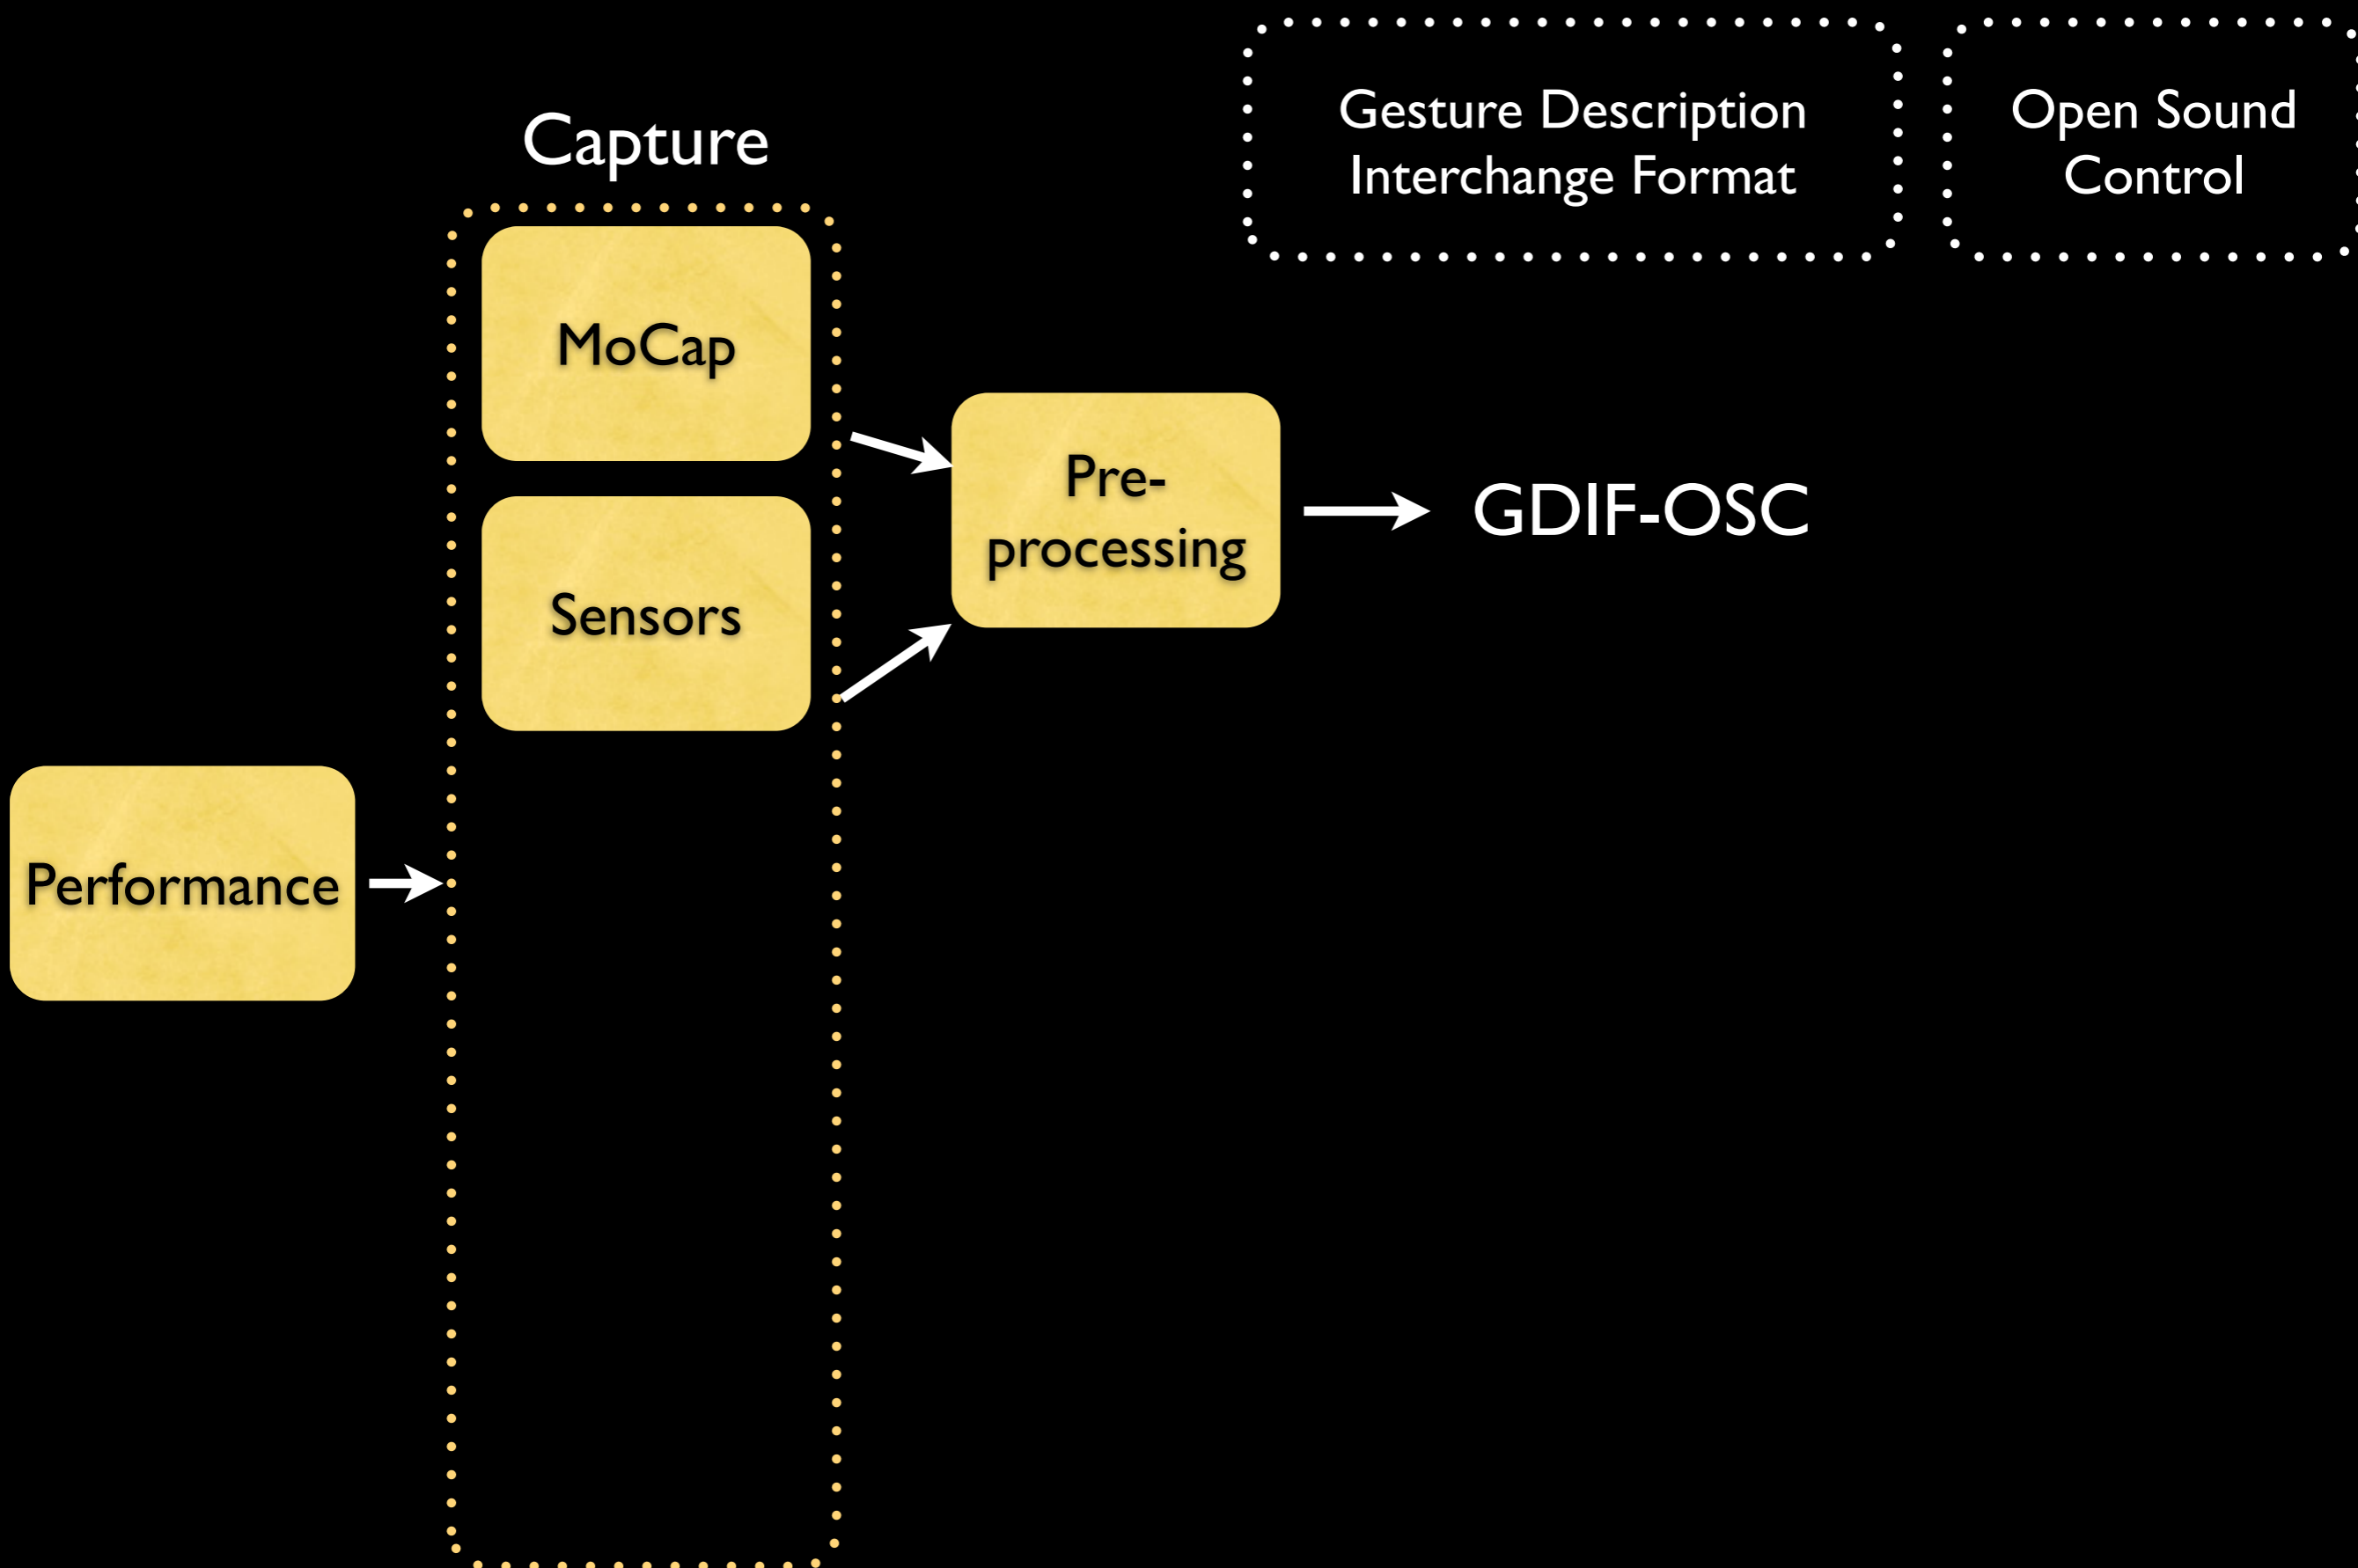 Gesture Description
Interchange Format
Open Sound
Control
Capture
MoCap
Sensors
Pre-
processing
GDIF-OSC
Performance